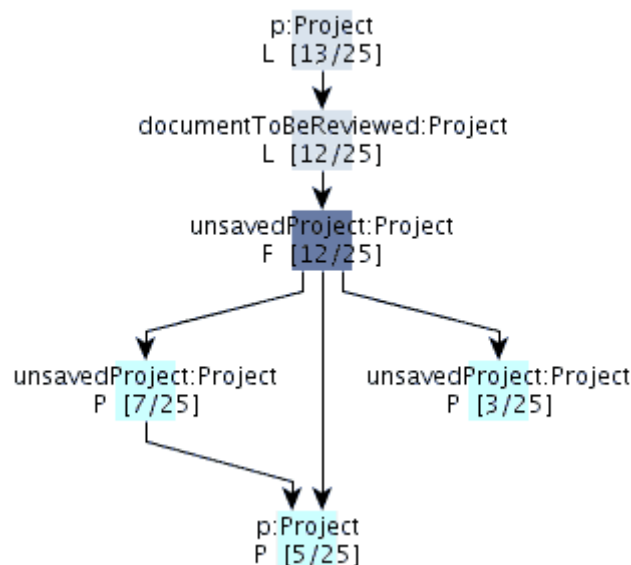 p:Project
L [13/25]
documentToBeReviewed:Project
L [12/25]
unsavedProject:Project
F [12/25]
unsavedProject:Project
P [7/25]
unsavedProject:Project
P [3/25]
p:Project
P [5/25]